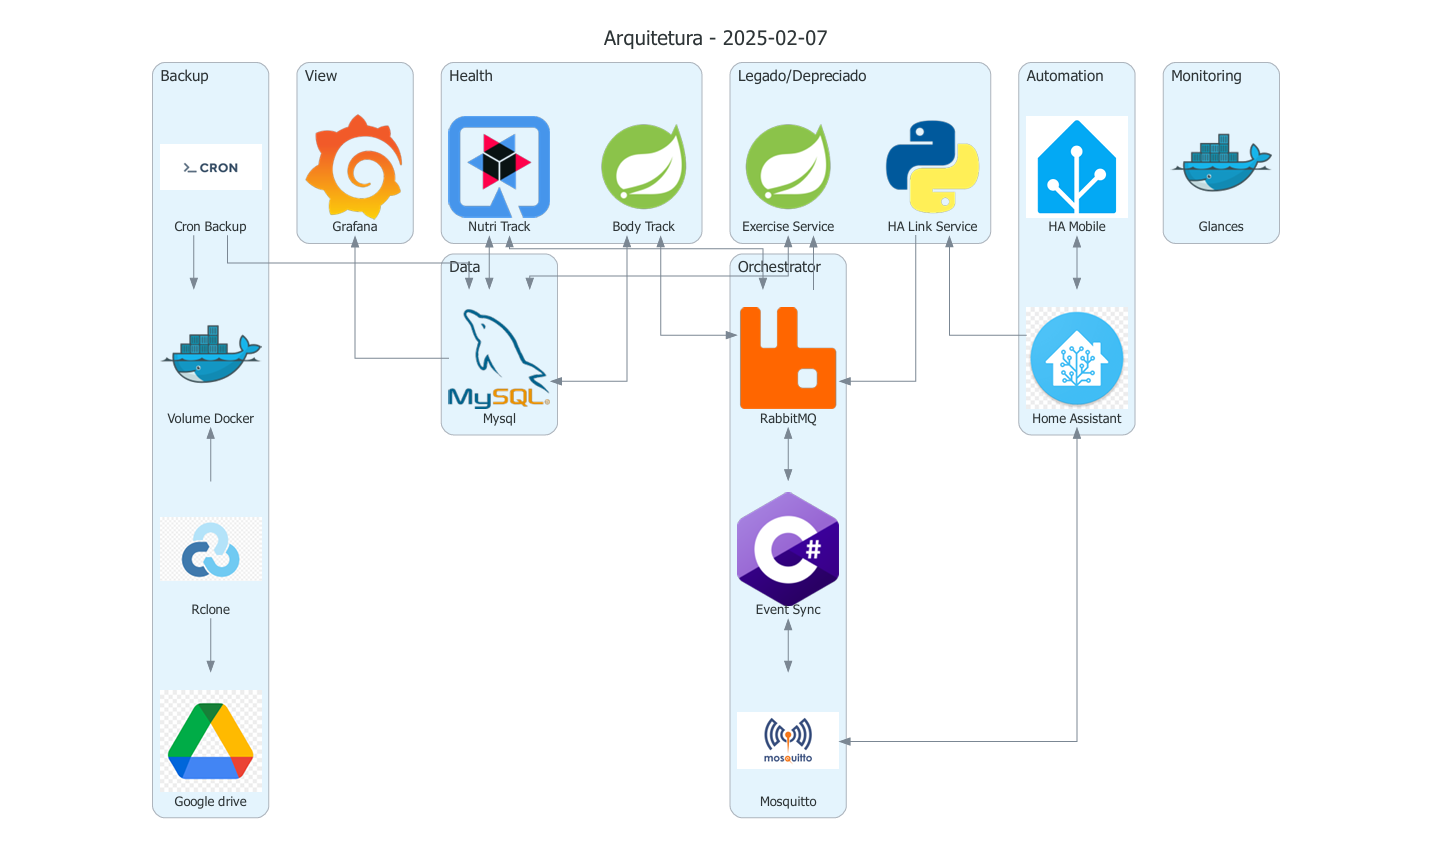 Arquitetura - 2025-02-07
Backup
View
Health
Legado/Depreciado
Automation
Monitoring
CRON
Cron Backup
Grafana
Nutri Track
Body Track
Exercise Service
HA Link Service
HA Mobile
Glances
Data
Orchestrator
MySQL
Volume Docker
Mysql
RabbitMQ
Home Assistant
C#
Rclone
Event Sync
mosquitto
Google drive
Mosquitto